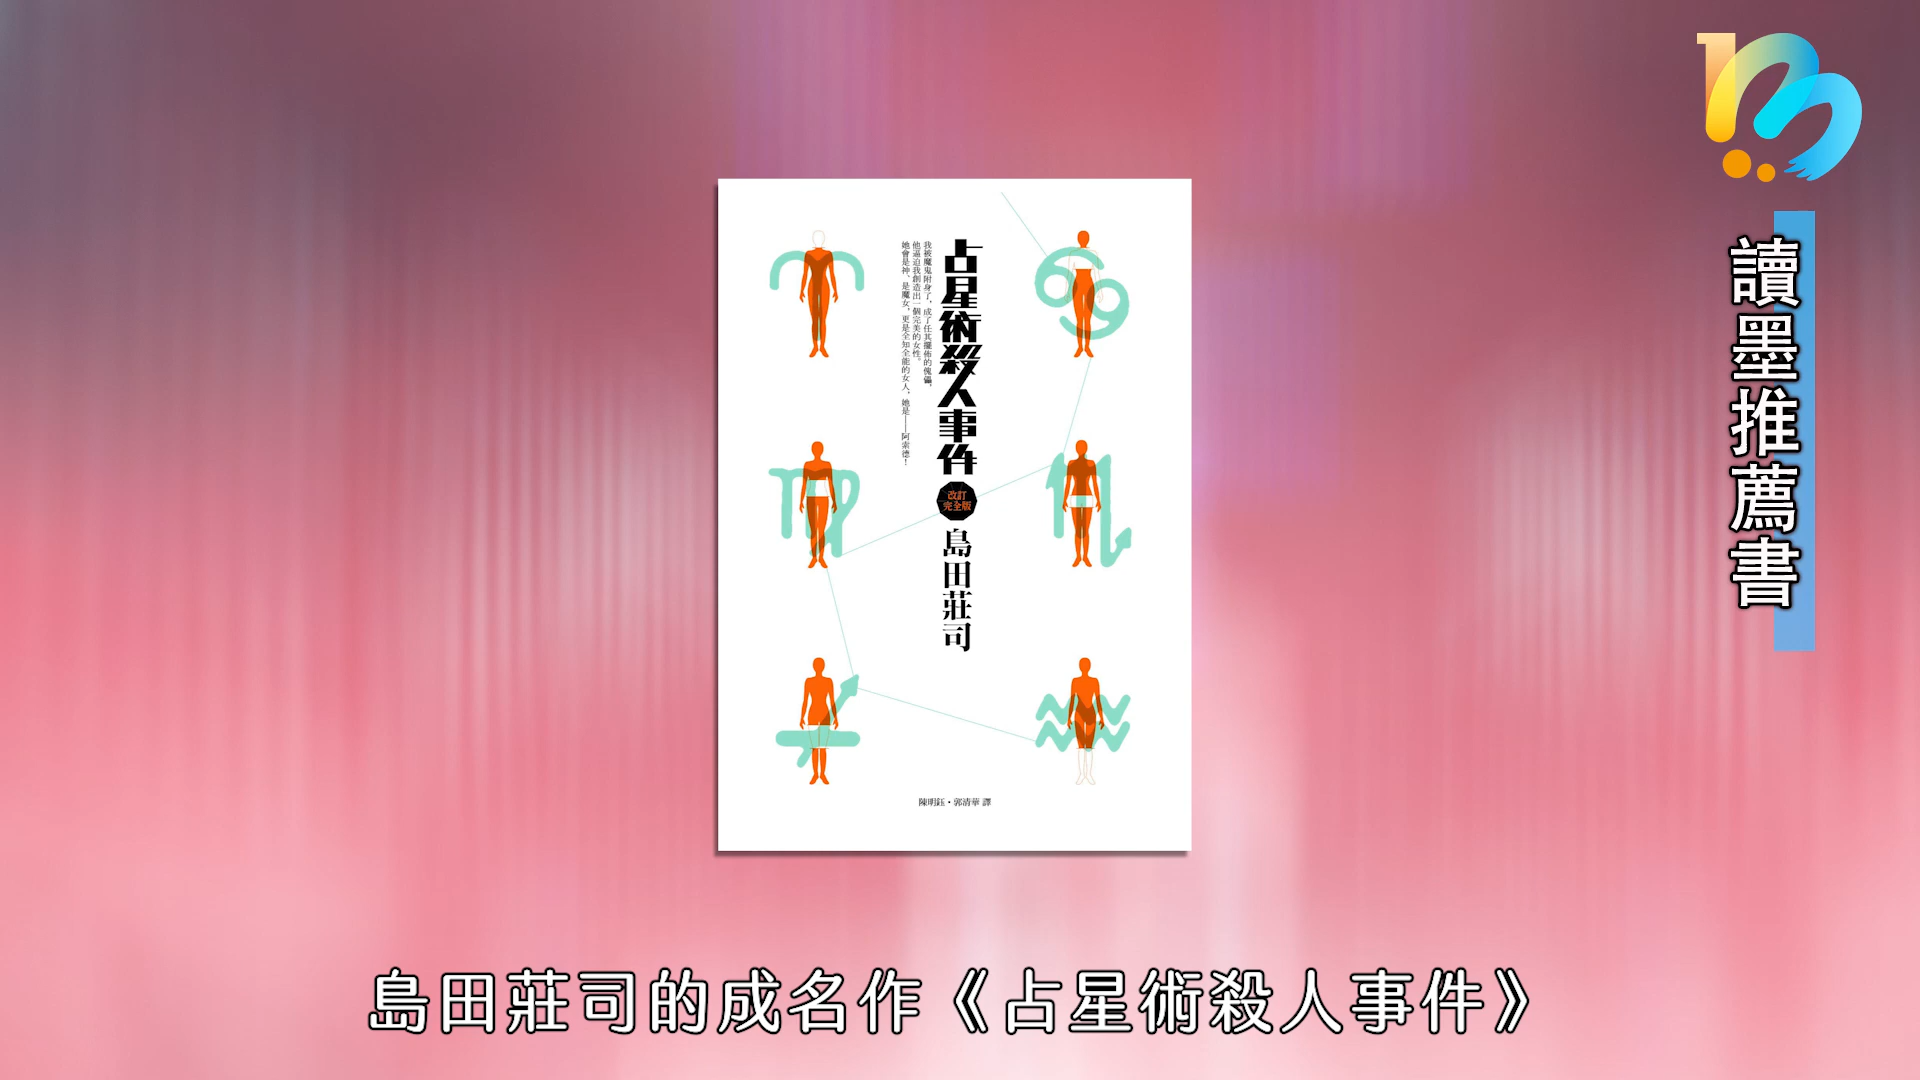 讀墨推薦書
占星術殺人事件
改訂
完全版
島田莊司
我被魔鬼附身了，成了任其擺佈的傀儡，
他逼迫我創造出一個完美的女性。
她會是神，是魔女，更是全知全能的女人，她是——阿索德！
陳明鈺・郭清華 譯
島田莊司的成名作《占星術殺人事件》